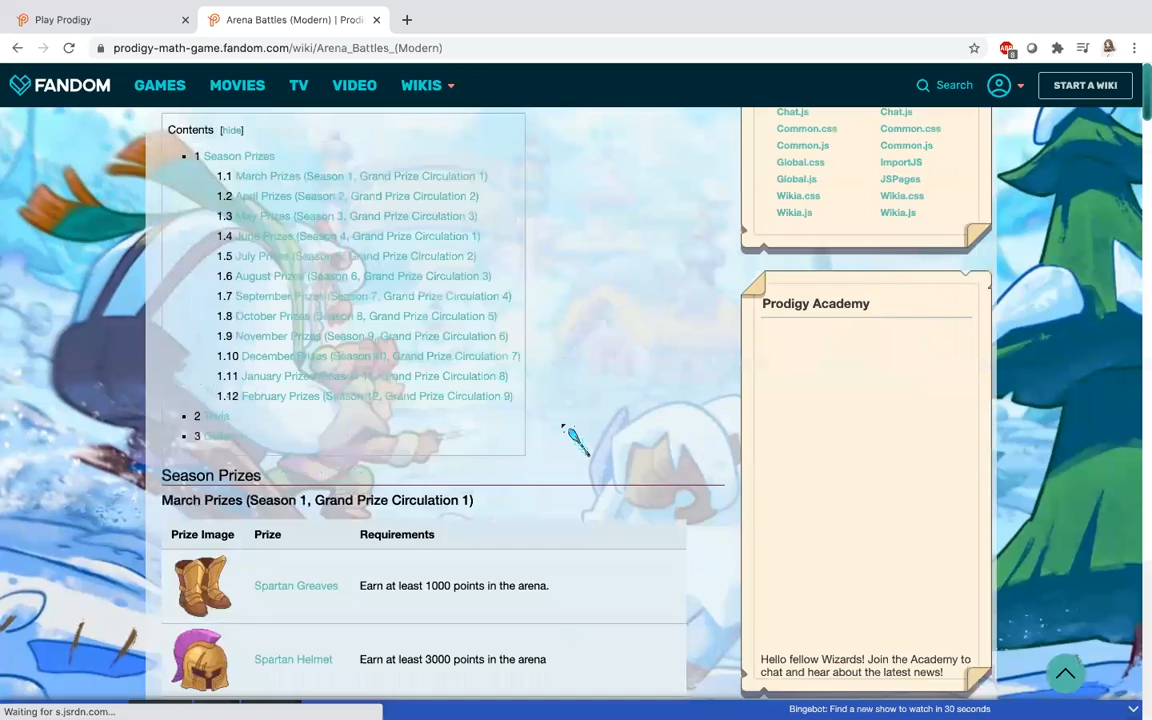 Play Prodigy
Arena Battles (Modern) | Prodi
prodigy-math-game.fandom.com/wiki/Arena_Battles_(Modern)
8
FANDOM
GAMES
MOVIES
TV
VIDEO
WIKIS
Search
START A WIKI
Contents [hide]
1 Season Prizes
1.1 March Prizes (Season 1, Grand Prize Circulation 1)
1.2 April Prizes (Season 2, Grand Prize Circulation 2)
1.3 May Prizes (Season 3, Grand Prize Circulation 3)
1.4 June Prizes (Season 4, Grand Prize Circulation 1)
1.5 July Prizes (Season 5, Grand Prize Circulation 2)
1.6 August Prizes (Season 6, Grand Prize Circulation 3)
1.7 September Prizes (Season 7, Grand Prize Circulation 4)
1.8 October Prizes (Season 8, Grand Prize Circulation 5)
1.9 November Prizes (Season 9, Grand Prize Circulation 6)
1.10 December Prizes (Season 10, Grand Prize Circulation 7)
1.11 January Prizes (Season 11, Grand Prize Circulation 8)
1.12 February Prizes (Season 12, Grand Prize Circulation 9)
2 Trivia
3
Season Prizes
March Prizes (Season 1, Grand Prize Circulation 1)
Prize Image Prize Requirements
Spartan Greaves Earn at least 1000 points in the arena.
Spartan Helmet Earn at least 3000 points in the arena
Chat.js Chat.js
Common.css Common.css
Common.js Common.js
Global.css ImportJS
Global.js JSPages
Wikia.css Wikia.css
Wikia.js Wikia.js
Prodigy Academy
Hello fellow Wizards! Join the Academy to
chat and hear about the latest news!
Waiting for s.jsrdn.com...
Bingebot: Find a new show to watch in 30 seconds